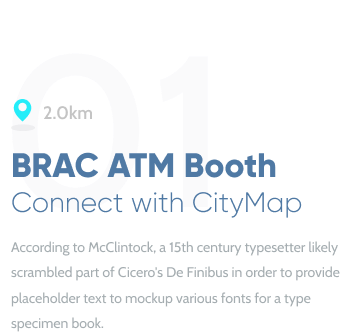 01
2.0km
BRAC ATM Booth
Connect with CityMap
According to McClintock, a 15th century typesetter likely
scrambled part of Cicero's De Finibus in order to provide
placeholder text to mockup various fonts for a type
specimen book.